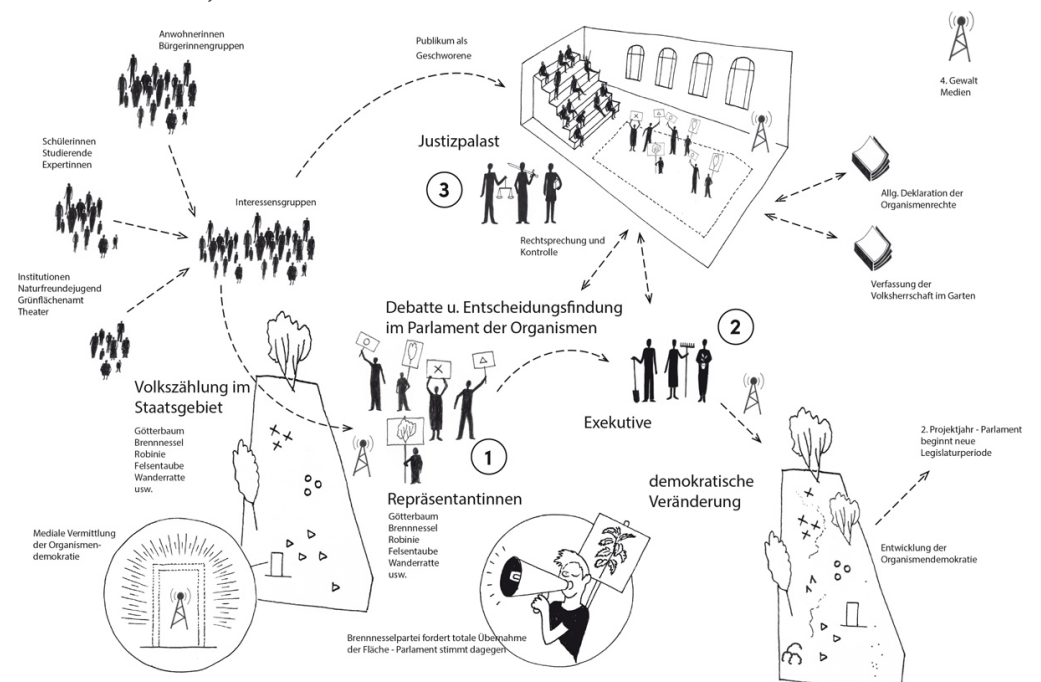 Anwohnerinnen
Bürgerinnengruppen
Schülerinnen
Studierende
Expertinnen
Institutionen
Naturfreundejugend
Grünflächenamt
Theater
Interessensgruppen
Publikum als
Geschworene
4. Gewalt
Medien
Justizpalast
3
Rechtsprechung und
Kontrolle
Allg. Deklaration der
Organismenrechte
Verfassung der
Volksherrschaft im Garten
Debatte u. Entscheidungsfindung
im Parlament der Organismen
2
Exekutive
Volkszählung im
Staatsgebiet
Götterbaum
Brennnessel
Robinie
Felsentaube
Wanderratte
usw.
1
Repräsentantinnen
Götterbaum
Brennnessel
Robinie
Felsentaube
Wanderratte
usw.
demokratische
Veränderung
2. Projektjahr - Parlament
beginnt neue
Legislaturperiode
Entwicklung der
Organismendemokratie
Mediale Vermittlung
der Organismen-
demokratie
Brennnesselpartei fordert totale Übernahme
der Fläche - Parlament stimmt dagegen